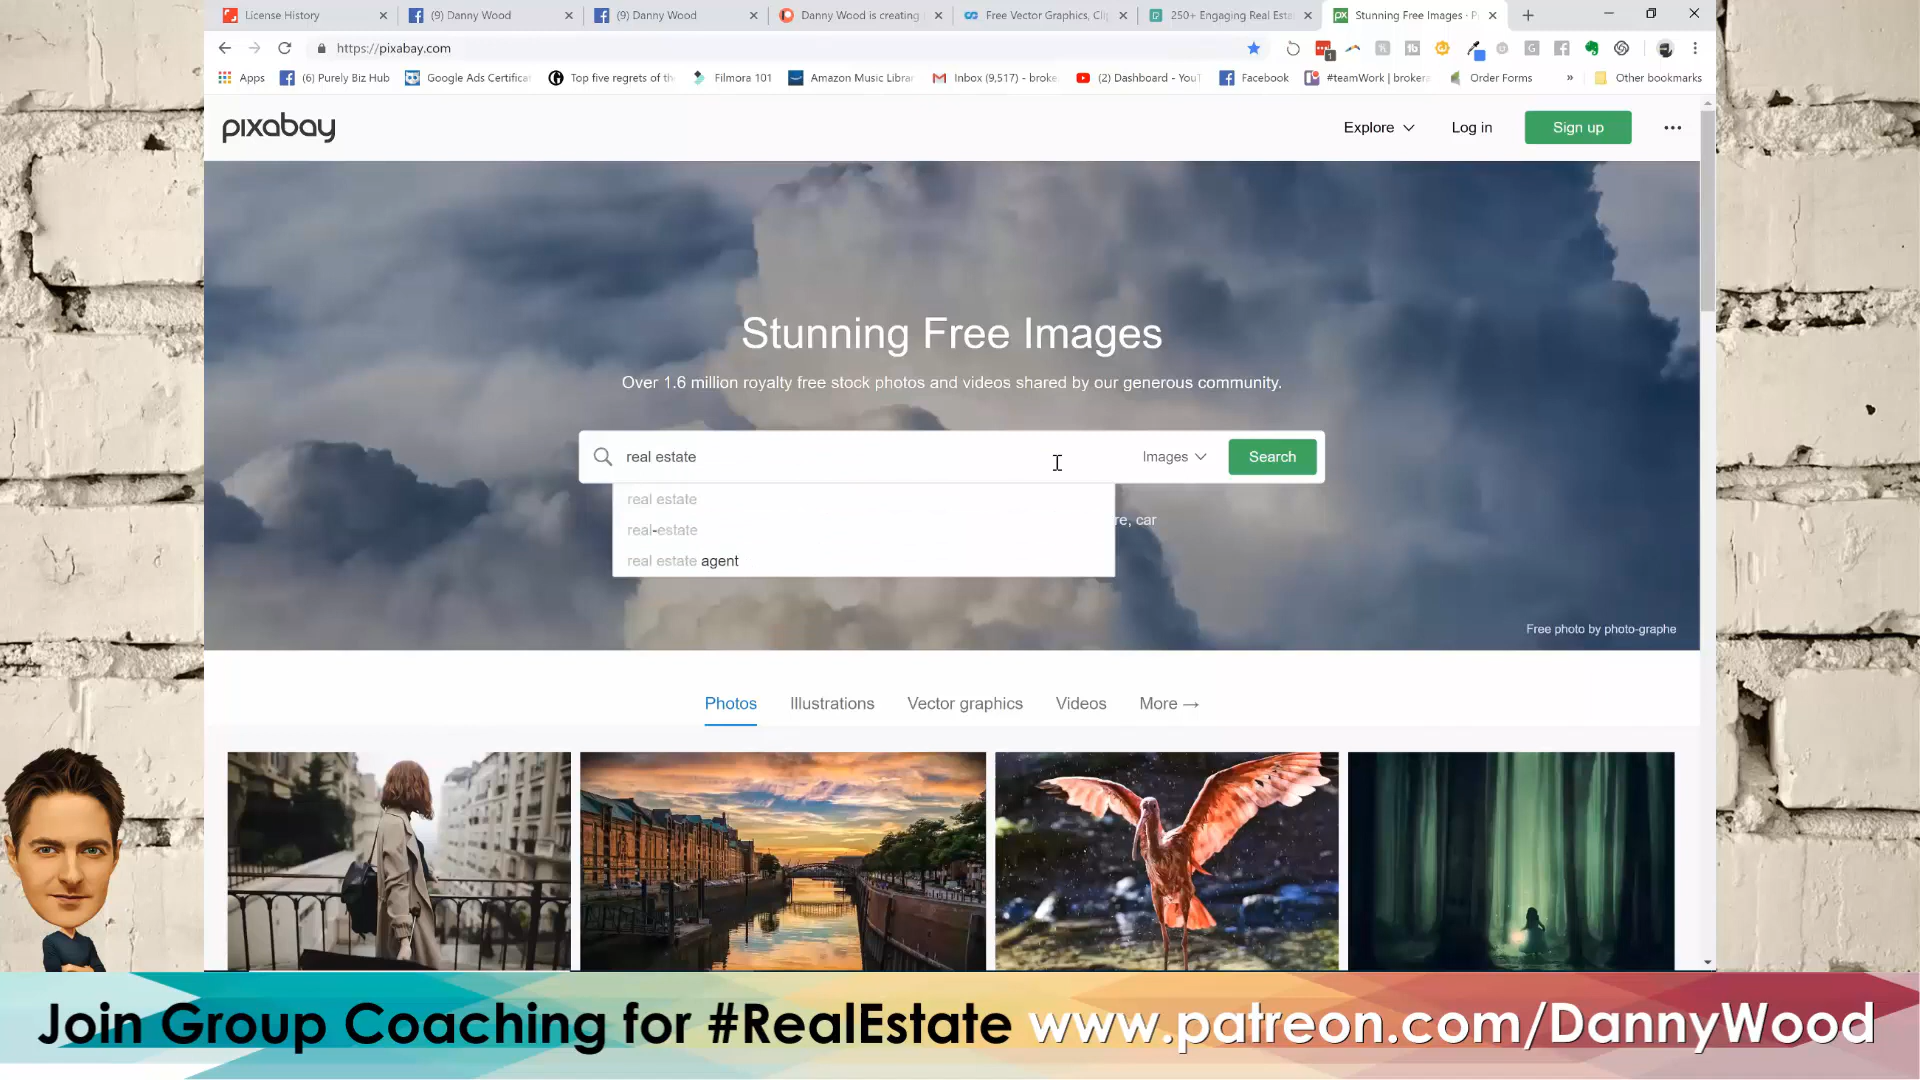 License History
(9) Danny Wood
(9) Danny Wood
Danny Wood is creating
Free Vector Graphics, Cli
250+ Engaging Real Esta
Stunning Free Images · P
https://pixabay.com
Apps
(6) Purely Biz Hub
Google Ads Certifica
Top five regrets of th
Filmora 101
Amazon Music Librar
Inbox (9,517) - broke
(2) Dashboard - YouT
Facebook
#teamWork | brokera
Order Forms
»
Other bookmarks
pixabay
Explore
Log in
Sign up
Stunning Free Images
Over 1.6 million royalty free stock photos and videos shared by our generous community.
real estate
Images
Search
real estate
re, car
real-estate
real estate agent
Free photo by photo-graphe
Photos
Illustrations
Vector graphics
Videos
More →
Join Group Coaching for #RealEstate www.patreon.com/DannyWood